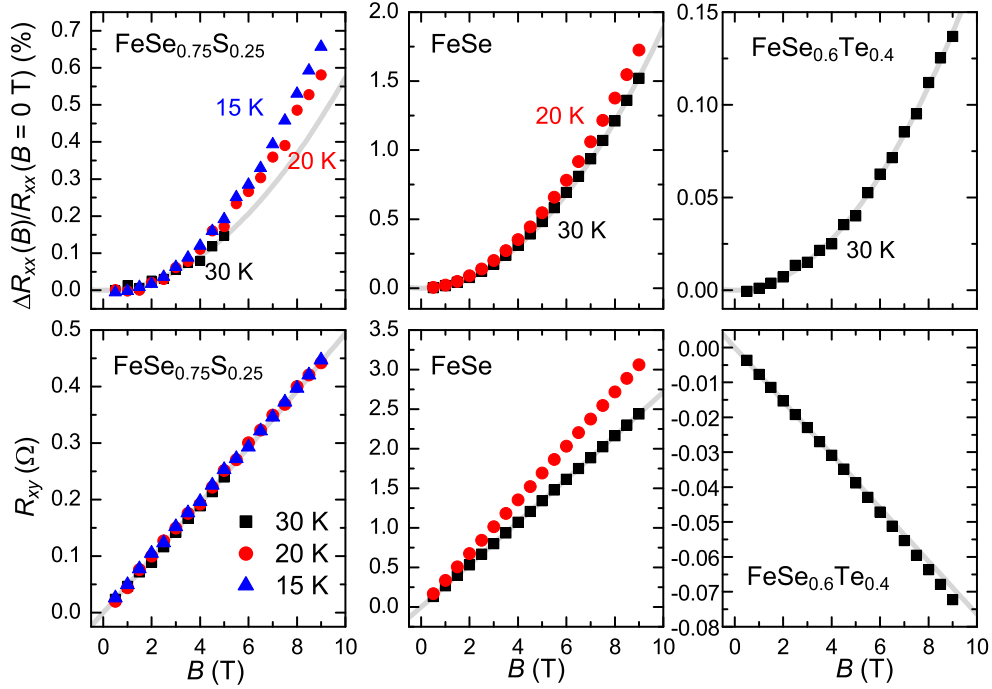 ΔRxx(B)/Rxx(B = 0 T) (%)
0.7
0.6
0.5
0.4
0.3
0.2
0.1
0.0
FeSe0.75S0.25
15 K
20 K
30 K
2.0
1.5
1.0
0.5
0.0
FeSe
20 K
30 K
0.15
0.10
0.05
0.00
FeSe0.6Te0.4
30 K
Rxy (Ω)
0.5
0.4
0.3
0.2
0.1
0.0
FeSe0.75S0.25
30 K
20 K
15 K
0 2 4 6 8 10
B (T)
3.5
3.0
2.5
2.0
1.5
1.0
0.5
0.0
FeSe
0 2 4 6 8 10
B (T)
0.00
-0.01
-0.02
-0.03
-0.04
-0.05
-0.06
-0.07
-0.08
FeSe0.6Te0.4
0 2 4 6 8 10
B (T)